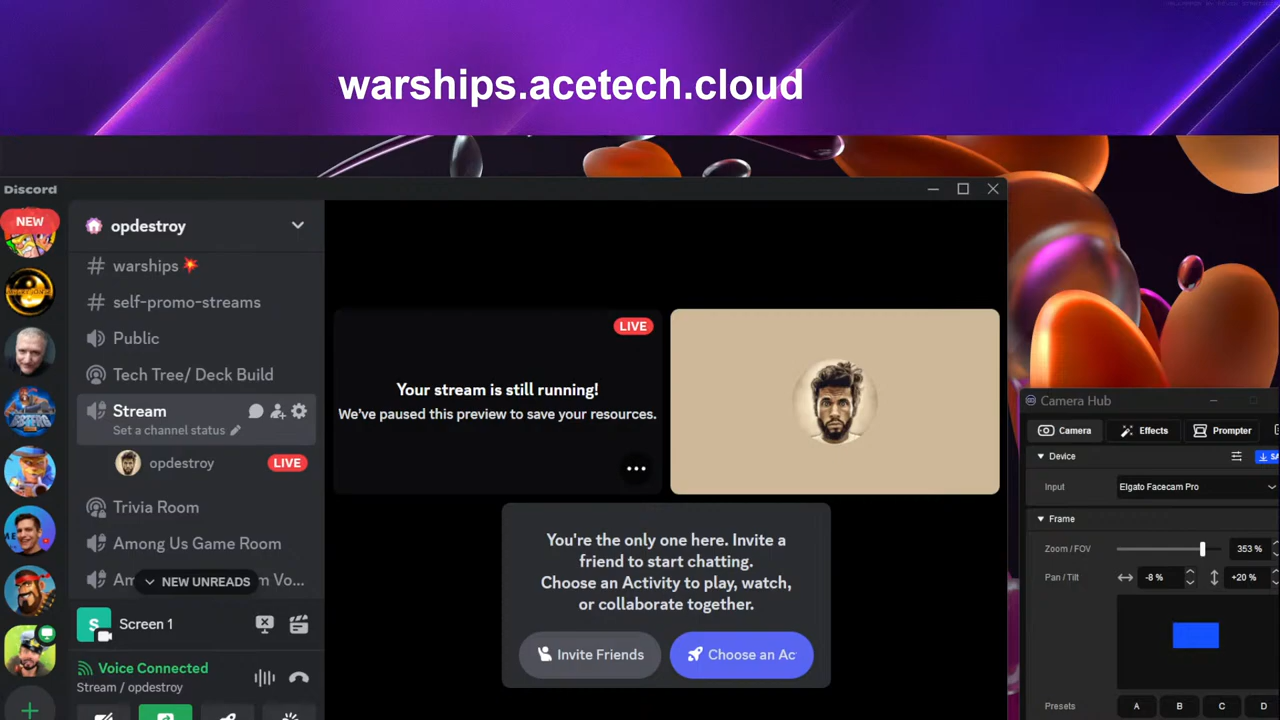 warships.acetech.cloud
Discord
NEW
opdestroy
# warships
# self-promo-streams
Public
Tech Tree/ Deck Build
Stream
Set a channel status
opdestroy
LIVE
Trivia Room
Among Us Game Room
NEW UNREADS
Vo...
Screen 1
Voice Connected
Stream / opdestroy
LIVE
Your stream is still running!
We've paused this preview to save your resources.
You're the only one here. Invite a
friend to start chatting.
Choose an Activity to play, watch,
or collaborate together.
Invite Friends
Choose an Ac
Camera Hub
Camera
Effects
Prompter
Device
SA
Input
Elgato Facecam Pro
Frame
Zoom / FOV
353 %
Pan / Tilt
-8 %
+20 %
Presets
A
B
C
D